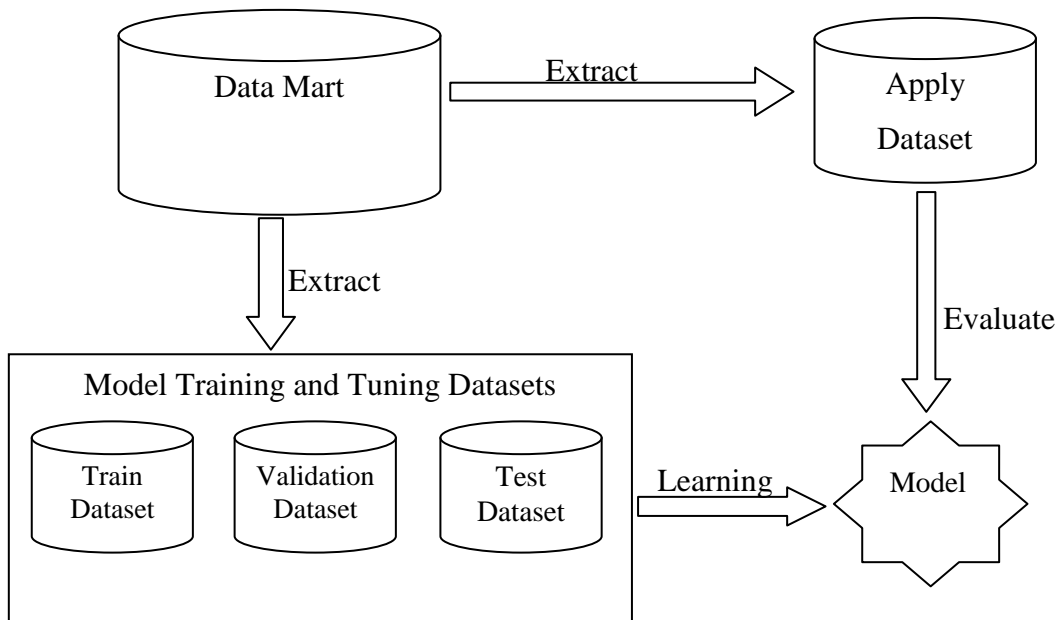 Data Mart
Extract
Apply
Dataset
Extract
Evaluate
Model Training and Tuning Datasets
Train
Dataset
Validation
Dataset
Test
Dataset
Learning
Model